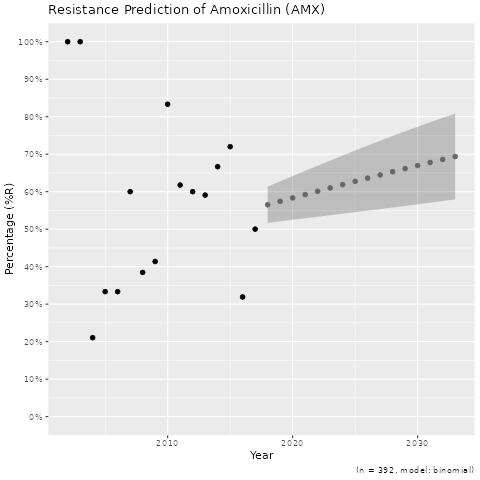 Resistance Prediction of Amoxicillin (AMX)
Percentage (%R)
100%
90%
80%
70%
60%
50%
40%
30%
20%
10%
0%
2010 2020 2030
Year
(n = 392, model: binomial)